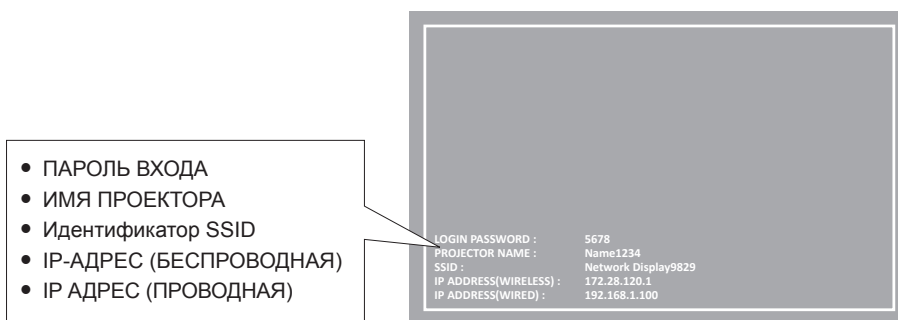 • ПАРОЛЬ ВХОДА
• ИМЯ ПРОЕКТОРА
• Идентификатор SSID
• IP-АДРЕС (БЕСПРОВОДНАЯ)
• IP АДРЕС (ПРОВОДНАЯ)
LOGIN PASSWORD : 5678
PROJECTOR NAME : Name1234
SSID : Network Display9829
IP ADDRESS(WIRELESS) : 172.28.120.1
IP ADDRESS(WIRED) : 192.168.1.100